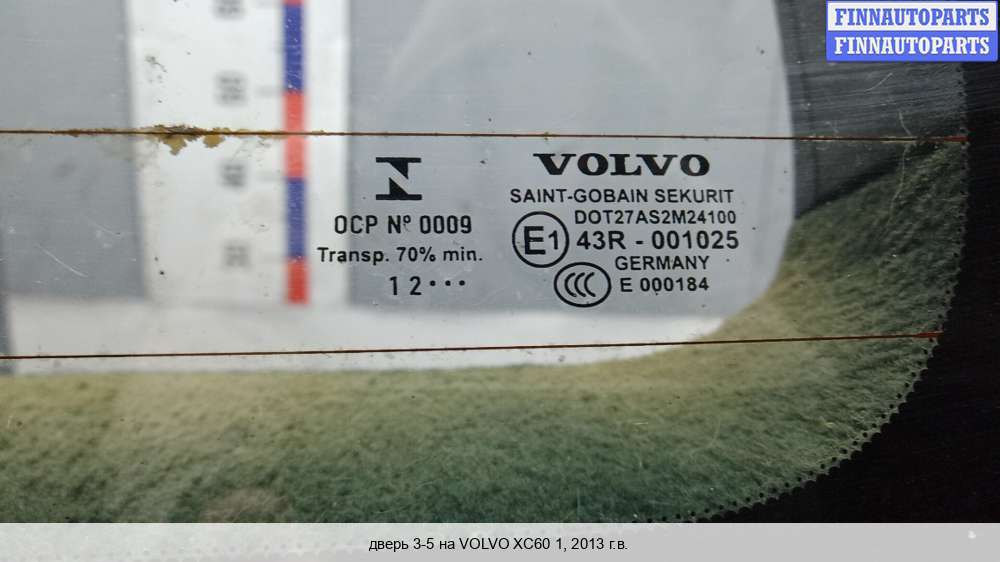 FINNAUTOPARTS
FINNAUTOPARTS
VOLVO
SAINT-GOBAIN SEKURIT
DOT27AS2M24100
E1 43R - 001025
GERMANY
CCC E 000184
OCP Nº 0009
Transp. 70% min.
12•••
дверь 3-5 на VOLVO XC60 1, 2013 г.в.